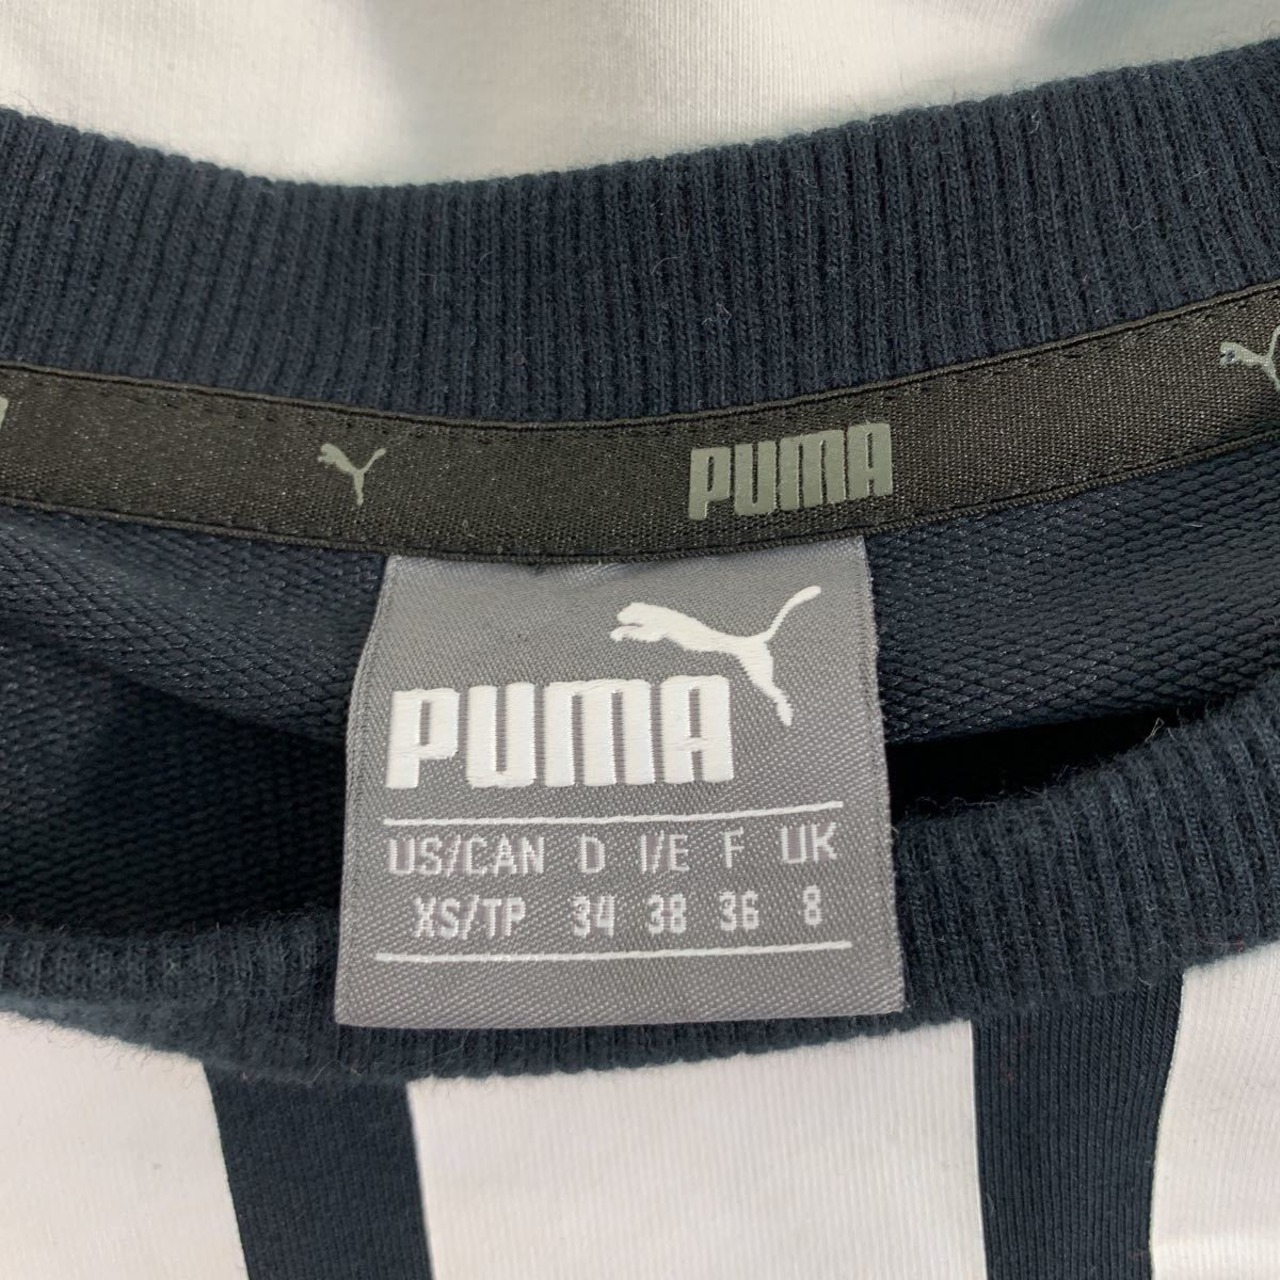 PUMA
PUMA
US/CAN D I/E F UK
XS/TP 34 38 36 8